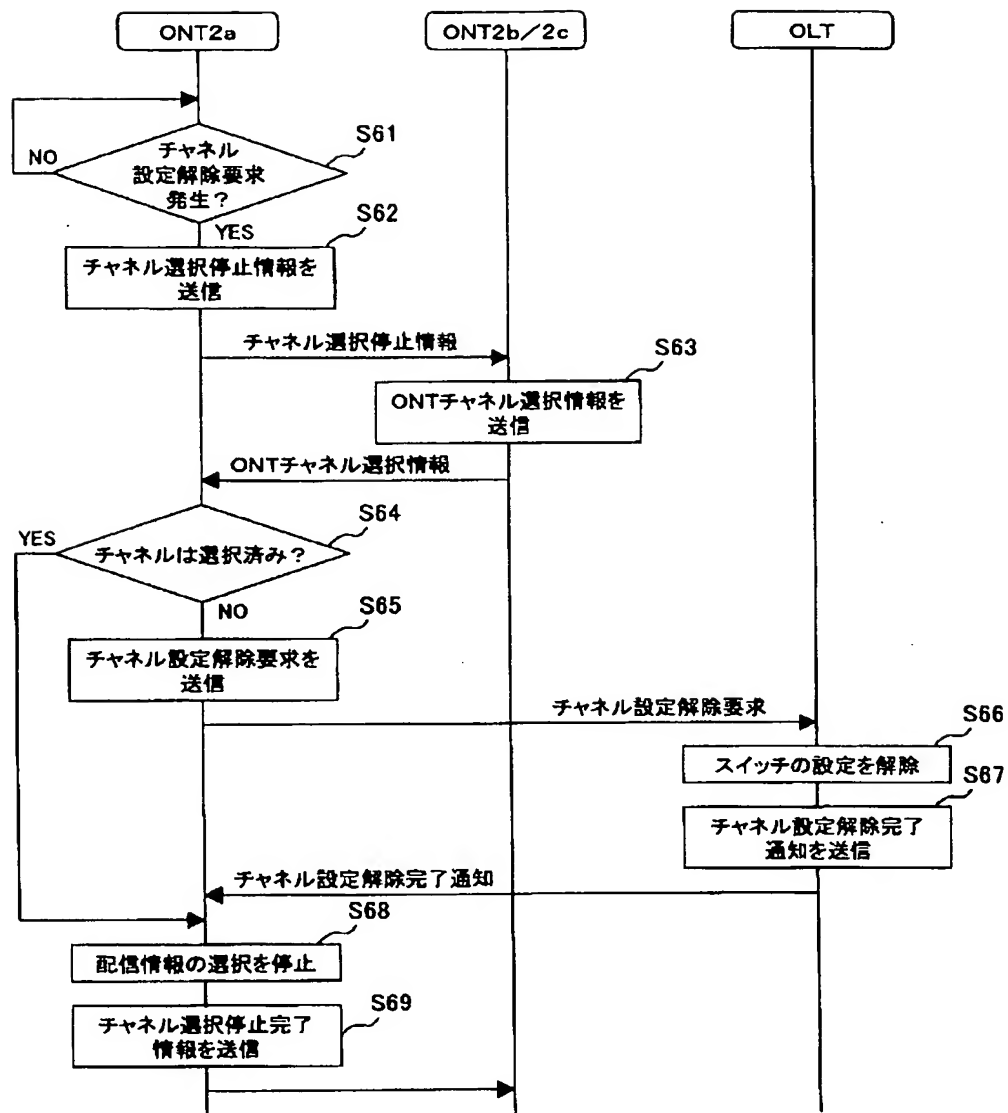 ONT2a
ONT2b/2c
OLT
S61
チャネル
設定解除要求
発生?
NO
YES
S62
チャネル選択停止情報を
送信
チャネル選択停止情報
S63
ONTチャネル選択情報を
送信
ONTチャネル選択情報
S64
YES
チャネルは選択済み?
NO
S65
チャネル設定解除要求を
送信
チャネル設定解除要求
S66
スイッチの設定を解除
S67
チャネル設定解除完了
通知を送信
チャネル設定解除完了通知
S68
配信情報の選択を停止
S69
チャネル選択停止完了
情報を送信